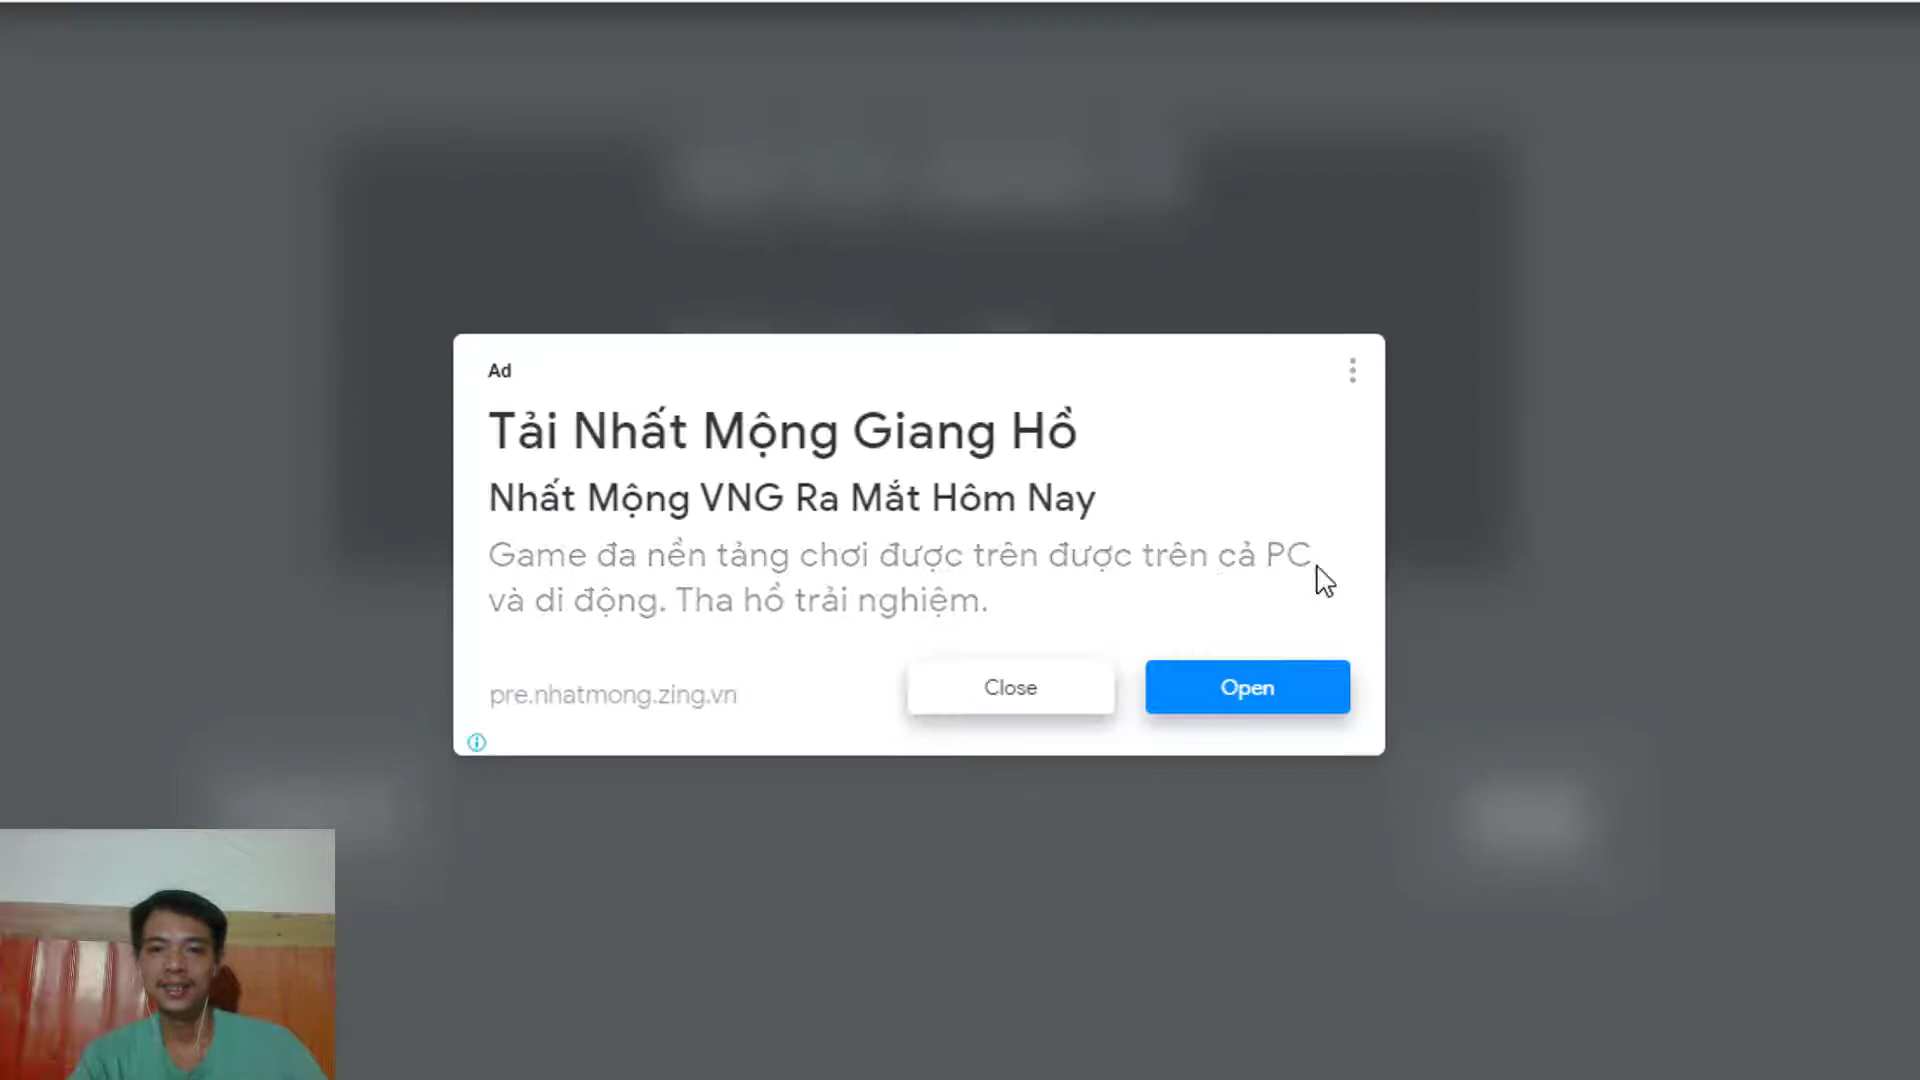 Ad
Tải Nhất Mộng Giang Hồ
Nhất Mộng VNG Ra Mắt Hôm Nay
Game đa nền tảng chơi được trên được trên cả PC
và di động. Tha hồ trải nghiệm.
pre.nhatmong.zing.vn
Close
Open